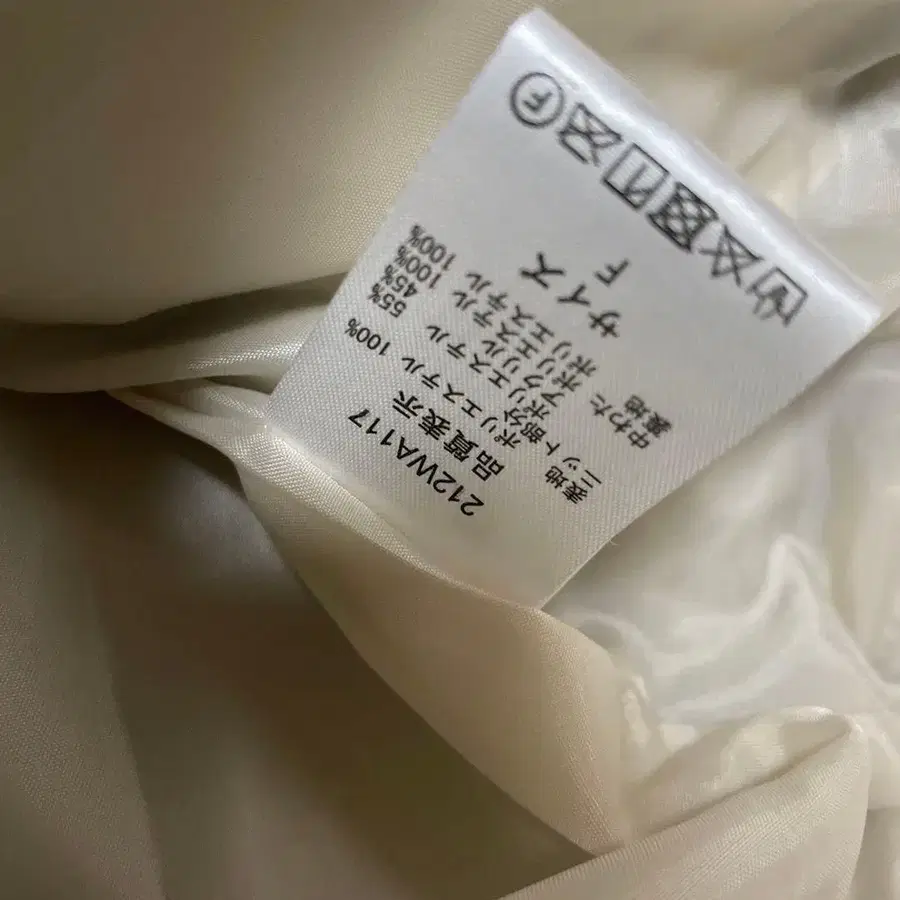 212WA117
品質表示
表地 ポリエステル 100%
ニット部分 ポリエステル 55%
アクリル 45%
中わた ポリエステル 100%
裏地 ポリエステル 100%
サイズ
F
F